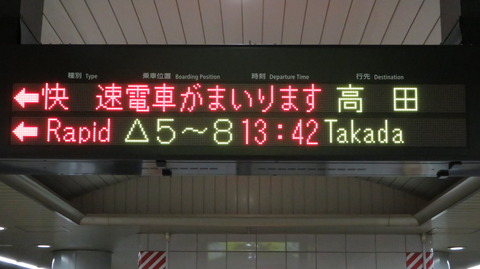 種別 Type 乗車位置 Boarding Position 時刻 Departure Time 行先 Destination
←快 速電車がまいります 高 田
←Rapid △5～8 13:42 Takada